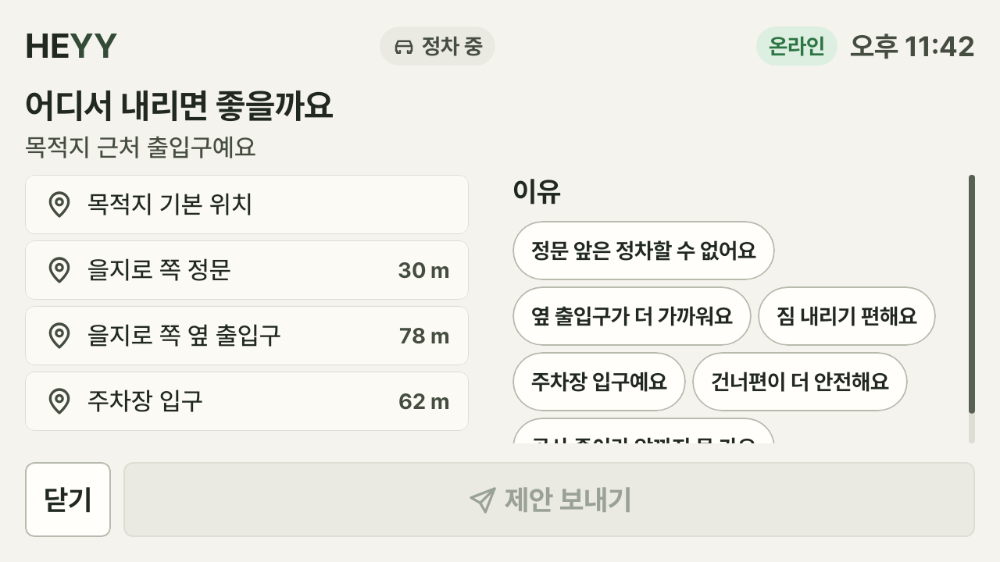 HEYY
정차 중
온라인
오후 11:42
어디서 내리면 좋을까요
목적지 근처 출입구예요
목적지 기본 위치
을지로 쪽 정문 30 m
을지로 쪽 옆 출입구 78 m
주차장 입구 62 m
이유
정문 앞은 정차할 수 없어요
옆 출입구가 더 가까워요
짐 내리기 편해요
주차장 입구예요
건너편이 더 안전해요
닫기
제안 보내기